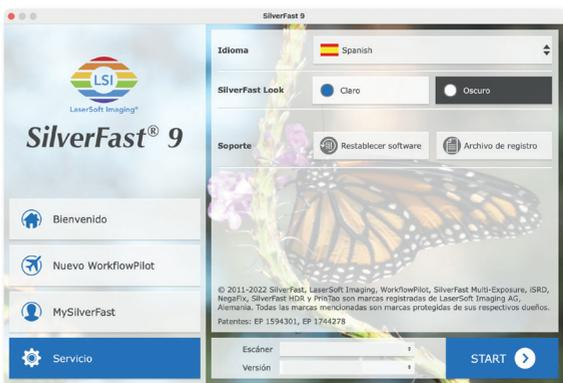 SilverFast 9
LSI
LaserSoft Imaging®
SilverFast® 9
Bienvenido
Nuevo WorkflowPilot
MySilverFast
Servicio
Idioma
Spanish
SilverFast Look
Claro
Oscuro
Soporte
Restablecer software
Archivo de registro
© 2011-2022 SilverFast, LaserSoft Imaging, WorkflowPilot, SilverFast Multi-Exposure, iSRD,
NegaFix, SilverFast HDR y PrinTao son marcas registradas de LaserSoft Imaging AG,
Alemania. Todas las marcas mencionadas son marcas protegidas de sus respectivos dueños.
Patentes: EP 1594301, EP 1744278
Escáner
Versión
START